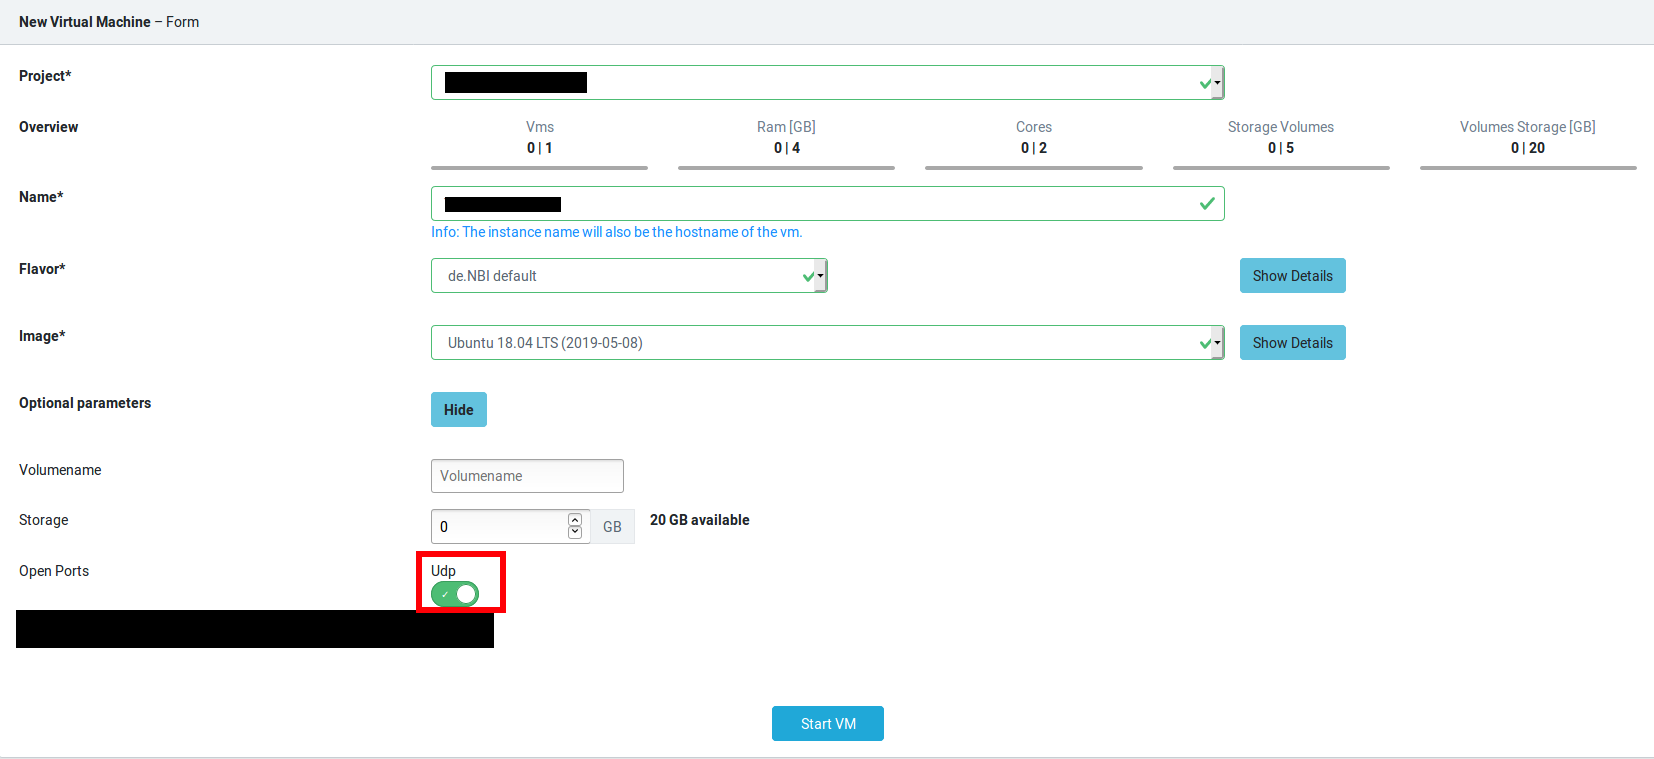 New Virtual Machine – Form
Project*
Overview
Vms
Ram [GB]
Cores
Storage Volumes
Volumes Storage [GB]
0 | 1
0 | 4
0 | 2
0 | 5
0 | 20
Name*
Info: The instance name will also be the hostname of the vm.
Flavor*
de.NBI default
Show Details
Image*
Ubuntu 18.04 LTS (2019-05-08)
Show Details
Optional parameters
Hide
Volumename
Volumename
Storage
0
GB
20 GB available
Open Ports
Udp
Start VM